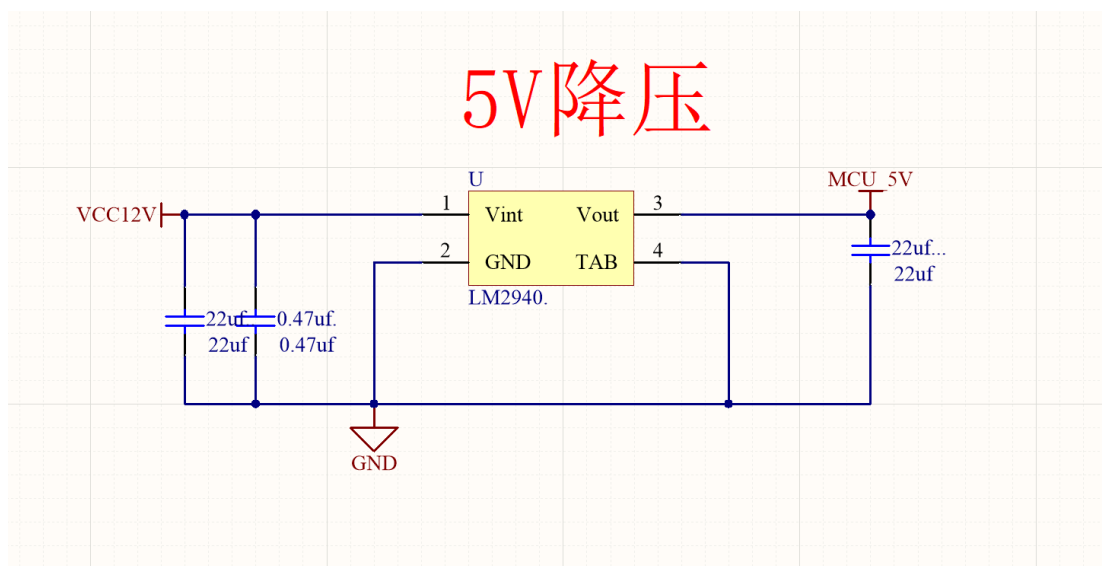 5V降压
U
MCU_5V
VCC12V
1
Vint
Vout
3
2
GND
TAB
4
LM2940.
22uf...
22uf
22uf.
22uf
0.47uf.
0.47uf
GND